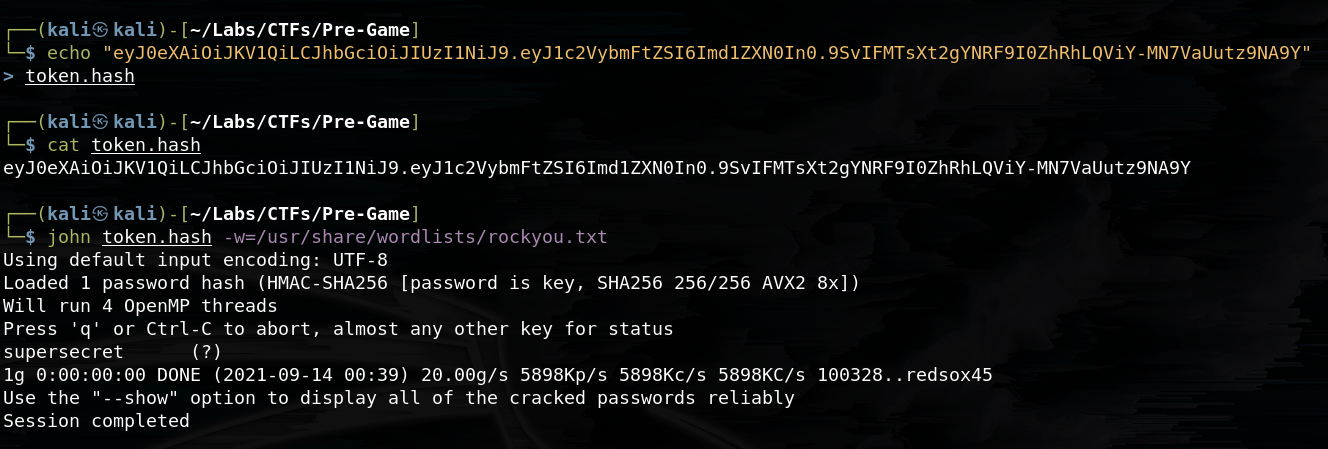 ┌──(kali㉿kali)-[~/Labs/CTFs/Pre-Game]
└─$ echo "eyJ0eXAiOiJKV1QiLCJhbGciOiJIUzI1NiJ9.eyJ1c2VybmFtZSI6Imd1ZXN0In0.9SvIFMTsXt2gYNRF9I0ZhRhLQViY-MN7VaUutz9NA9Y"
> token.hash
┌──(kali㉿kali)-[~/Labs/CTFs/Pre-Game]
└─$ cat token.hash
eyJ0eXAiOiJKV1QiLCJhbGciOiJIUzI1NiJ9.eyJ1c2VybmFtZSI6Imd1ZXN0In0.9SvIFMTsXt2gYNRF9I0ZhRhLQViY-MN7VaUutz9NA9Y
┌──(kali㉿kali)-[~/Labs/CTFs/Pre-Game]
└─$ john token.hash -w=/usr/share/wordlists/rockyou.txt
Using default input encoding: UTF-8
Loaded 1 password hash (HMAC-SHA256 [password is key, SHA256 256/256 AVX2 8x])
Will run 4 OpenMP threads
Press 'q' or Ctrl-C to abort, almost any other key for status
supersecret      (?)
1g 0:00:00:00 DONE (2021-09-14 00:39) 20.00g/s 5898Kp/s 5898Kc/s 5898KC/s 100328..redsox45
Use the "--show" option to display all of the cracked passwords reliably
Session completed